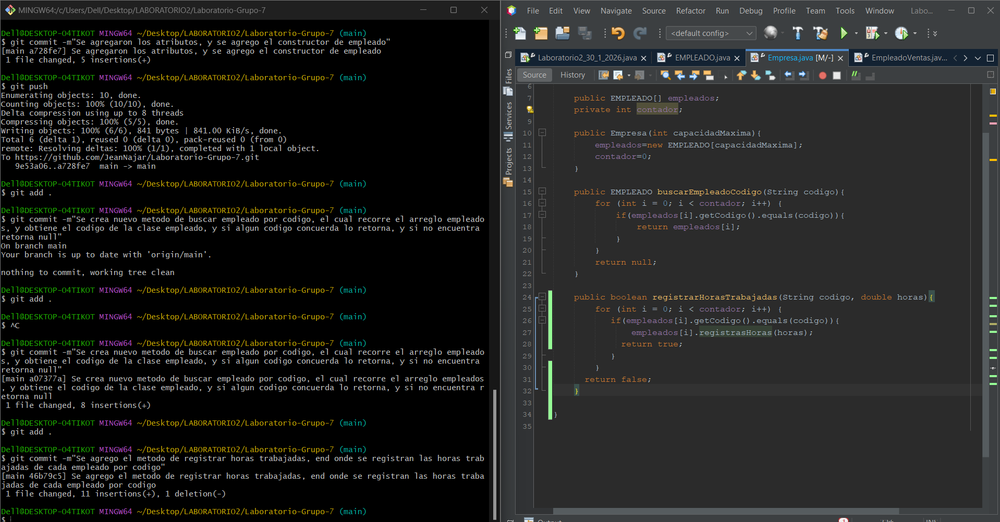 MINGW64:/c/Users/Dell/Desktop/LABORATORIO2/Laboratorio-Grupo-7
Dell@DESKTOP-O4TIKOT MINGW64 ~/Desktop/LABORATORIO2/Laboratorio-Grupo-7 (main)
$ git commit -m"Se agregaron los atributos, y se agrego el constructor de empleado"
[main a728fe7] Se agregaron los atributos, y se agrego el constructor de empleado
1 file changed, 5 insertions(+)
Dell@DESKTOP-O4TIKOT MINGW64 ~/Desktop/LABORATORIO2/Laboratorio-Grupo-7 (main)
$ git push
Enumerating objects: 10, done.
Counting objects: 100% (10/10), done.
Delta compression using up to 8 threads
Compressing objects: 100% (5/5), done.
Writing objects: 100% (6/6), 841 bytes | 841.00 KiB/s, done.
Total 6 (delta 1), reused 0 (delta 0), pack-reused 0 (from 0)
remote: Resolving deltas: 100% (1/1), completed with 1 local object.
To https://github.com/JeanNajar/Laboratorio-Grupo-7.git
9e53a06..a728fe7  main -> main
Dell@DESKTOP-O4TIKOT MINGW64 ~/Desktop/LABORATORIO2/Laboratorio-Grupo-7 (main)
$ git add .
Dell@DESKTOP-O4TIKOT MINGW64 ~/Desktop/LABORATORIO2/Laboratorio-Grupo-7 (main)
$ git commit -m"Se crea nuevo metodo de buscar empleado por codigo, el cual recorre el arreglo emplead
s, y obtiene el codigo de la clase empleado, y si algun codigo concuerda lo retorna, y si no encuentra
retorna null"
On branch main
Your branch is up to date with 'origin/main'.
nothing to commit, working tree clean
Dell@DESKTOP-O4TIKOT MINGW64 ~/Desktop/LABORATORIO2/Laboratorio-Grupo-7 (main)
$ git add .
Dell@DESKTOP-O4TIKOT MINGW64 ~/Desktop/LABORATORIO2/Laboratorio-Grupo-7 (main)
$ ^C
Dell@DESKTOP-O4TIKOT MINGW64 ~/Desktop/LABORATORIO2/Laboratorio-Grupo-7 (main)
$ git commit -m"Se crea nuevo metodo de buscar empleado por codigo, el cual recorre el arreglo emplead
s, y obtiene el codigo de la clase empleado, y si algun codigo concuerda lo retorna, y si no encuentra
retorna null"
[main a07377a] Se crea nuevo metodo de buscar empleado por codigo, el cual recorre el arreglo empleados
, y obtiene el codigo de la clase empleado, y si algun codigo concuerda lo retorna, y si no encuentra r
etorna null
1 file changed, 8 insertions(+)
Dell@DESKTOP-O4TIKOT MINGW64 ~/Desktop/LABORATORIO2/Laboratorio-Grupo-7 (main)
$ git add .
Dell@DESKTOP-O4TIKOT MINGW64 ~/Desktop/LABORATORIO2/Laboratorio-Grupo-7 (main)
$ git commit -m"Se agrego el metodo de registrar horas trabajadas, end onde se registran las horas trab
ajadas de cada empleado por codigo"
[main 46b79c5] Se agrego el metodo de registrar horas trabajadas, end onde se registran las horas traba
jadas de cada empleado por codigo
1 file changed, 11 insertions(+), 1 deletion(-)
Dell@DESKTOP-O4TIKOT MINGW64 ~/Desktop/LABORATORIO2/Laboratorio-Grupo-7 (main)
$
File Edit View Navigate Source Refactor Run Debug Profile Team Tools Window Labo...
<default config>
Laboratorio2_30_1_2026.java EMPLEADO.java Empresa.java [M/-] EmpleadoVentas.jav...
Source History
Files
Services
Projects
6
7 public EMPLEADO[] empleados;
private int contador;
9
10 public Empresa(int capacidadMaxima){
11 empleados=new EMPLEADO[capacidadMaxima];
12 contador=0;
13 }
14
15 public EMPLEADO buscarEmpleadoCodigo(String codigo){
16 for (int i = 0; i < contador; i++) {
17 if(empleados[i].getCodigo().equals(codigo)){
18 return empleados[i];
19 }
20 }
21 return null;
22 }
23
24 public boolean registrarHorasTrabajadas(String codigo, double horas){
25 for (int i = 0; i < contador; i++) {
26 if(empleados[i].getCodigo().equals(codigo)){
27 empleados[i].registrasHoras(horas);
28 return true;
29 }
30 }
31 return false;
32 }
33
34 }
35
Output